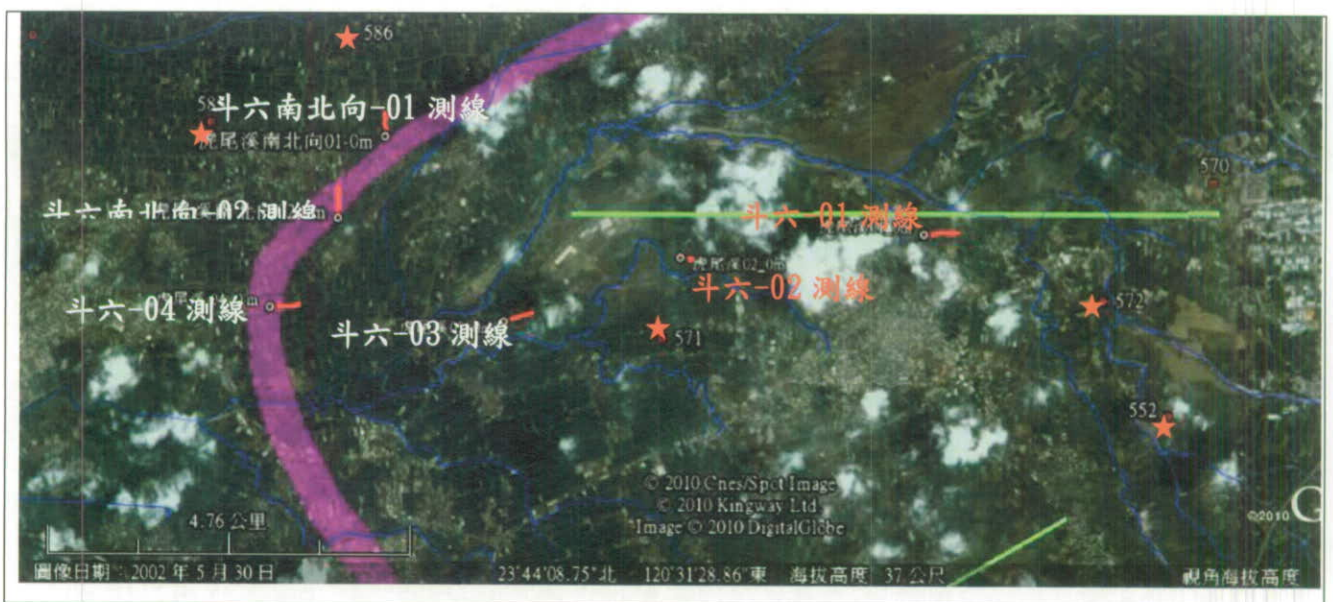 586
斗六南北向-01 測線
虎尾溪南北向01-0m
570
斗六南北向-02 測線
斗六-01 測線
虎尾溪02_0m
斗六-02 測線
斗六-04 測線
572
斗六-03 測線
571
552
© 2010 Cnes/Spot Image
© 2010 Kingway Ltd
Image © 2010 DigitalGlobe
©2010 G
4.76 公里
圖像日期：2002 年 5 月 30 日
23°44'08.75"北 120°31'28.86"東 海拔高度 37 公尺
視角海拔高度